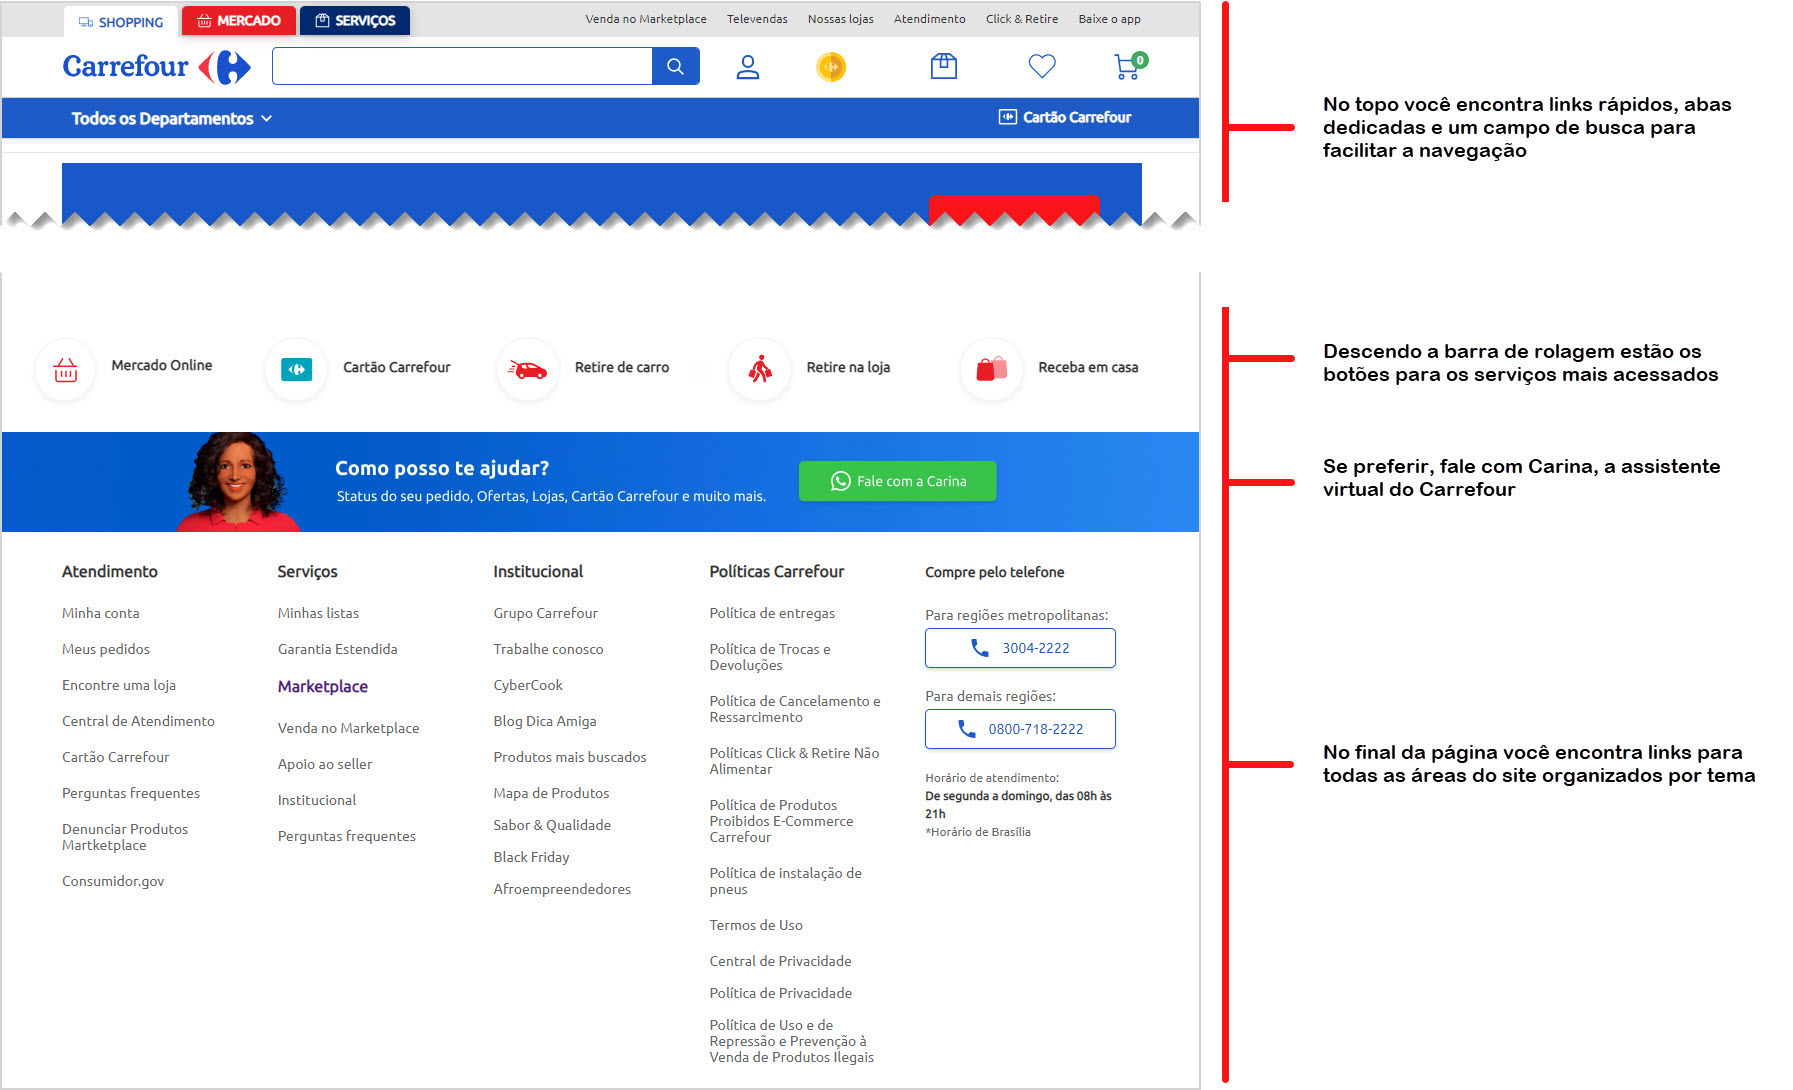 SHOPPING MERCADO SERVIÇOS Venda no Marketplace Televendas Nossas lojas Atendimento Click & Retire Baixe o app
Carrefour 0
Todos os Departamentos Cartão Carrefour
No topo você encontra links rápidos, abas
dedicadas e um campo de busca para
facilitar a navegação
Mercado Online Cartão Carrefour Retire de carro Retire na loja Receba em casa
Descendo a barra de rolagem estão os
botões para os serviços mais acessados
Como posso te ajudar?
Status do seu pedido, Ofertas, Lojas, Cartão Carrefour e muito mais.
Fale com a Carina
Se preferir, fale com Carina, a assistente
virtual do Carrefour
Atendimento
Minha conta
Meus pedidos
Encontre uma loja
Central de Atendimento
Cartão Carrefour
Perguntas frequentes
Denunciar Produtos
Martketplace
Consumidor.gov
Serviços
Minhas listas
Garantia Estendida
Marketplace
Venda no Marketplace
Apoio ao seller
Institucional
Perguntas frequentes
Institucional
Grupo Carrefour
Trabalhe conosco
CyberCook
Blog Dica Amiga
Produtos mais buscados
Mapa de Produtos
Sabor & Qualidade
Black Friday
Afroempreendedores
Políticas Carrefour
Política de entregas
Política de Trocas e
Devoluções
Política de Cancelamento e
Ressarcimento
Políticas Click & Retire Não
Alimentar
Política de Produtos
Proibidos E-Commerce
Carrefour
Política de instalação de
pneus
Termos de Uso
Central de Privacidade
Política de Privacidade
Política de Uso e de
Repressão e Prevenção à
Venda de Produtos Ilegais
Compre pelo telefone
Para regiões metropolitanas:
3004-2222
Para demais regiões:
0800-718-2222
Horário de atendimento:
De segunda a domingo, das 08h às
21h
*Horário de Brasília
No final da página você encontra links para
todas as áreas do site organizados por tema